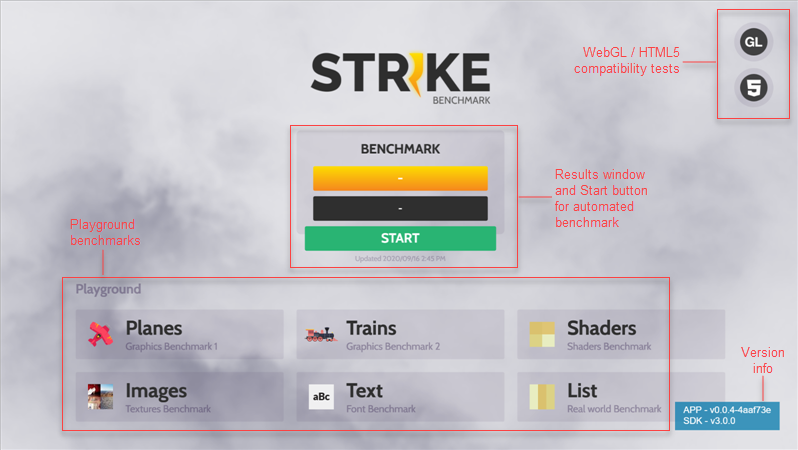 WebGL / HTML5
compatibility tests
GL
5
STRIKE
BENCHMARK
BENCHMARK
-
-
START
Updated 2020/09/16 2:45 PM
Results window
and Start button
for automated
benchmark
Playground
benchmarks
Playground
Planes
Graphics Benchmark 1
Trains
Graphics Benchmark 2
Shaders
Shaders Benchmark
Images
Textures Benchmark
aBc
Text
Font Benchmark
List
Real world Benchmark
Version
info
APP - v0.0.4-4aaf73e
SDK - v3.0.0